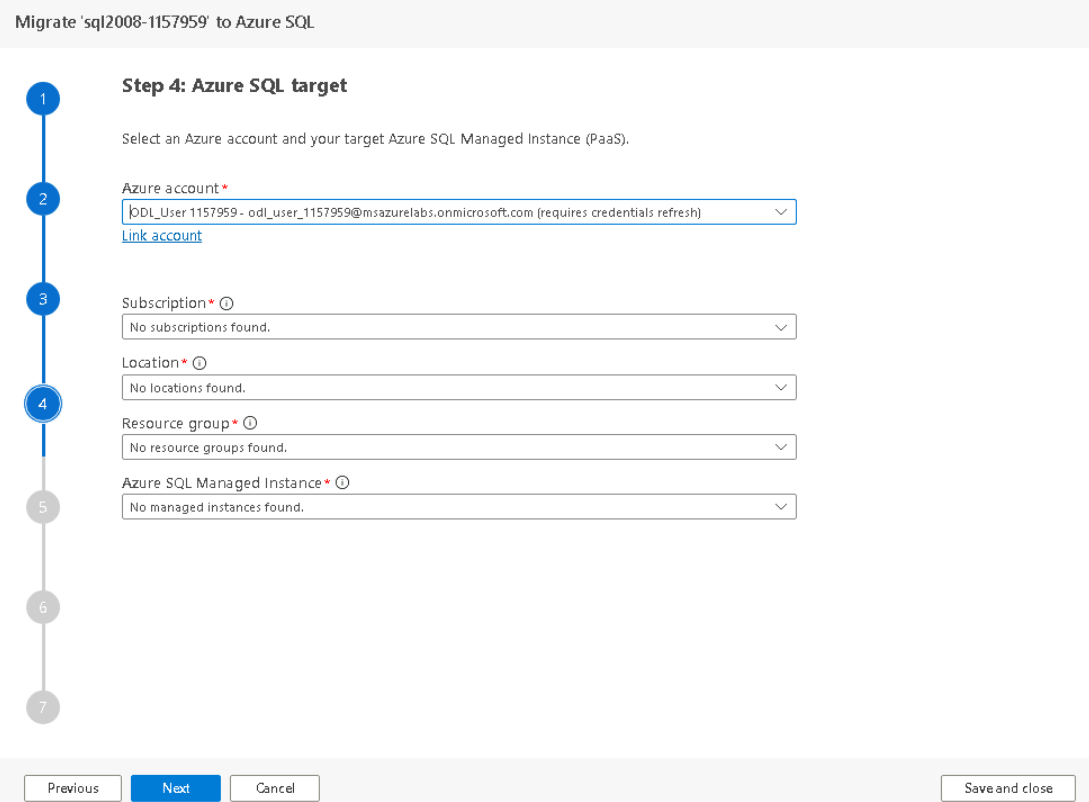 Migrate 'sql2008-1157959' to Azure SQL
1
Step 4: Azure SQL target
Select an Azure account and your target Azure SQL Managed Instance (PaaS).
Azure account*
2
ODL_User 1157959 - odl_user_1157959@msazurelabs.onmicrosoft.com (requires credentials refresh)
Link account
3
Subscription*
No subscriptions found.
Location*
No locations found.
4
Resource group*
No resource groups found.
Azure SQL Managed Instance*
5
No managed instances found.
6
7
Previous
Next
Cancel
Save and close